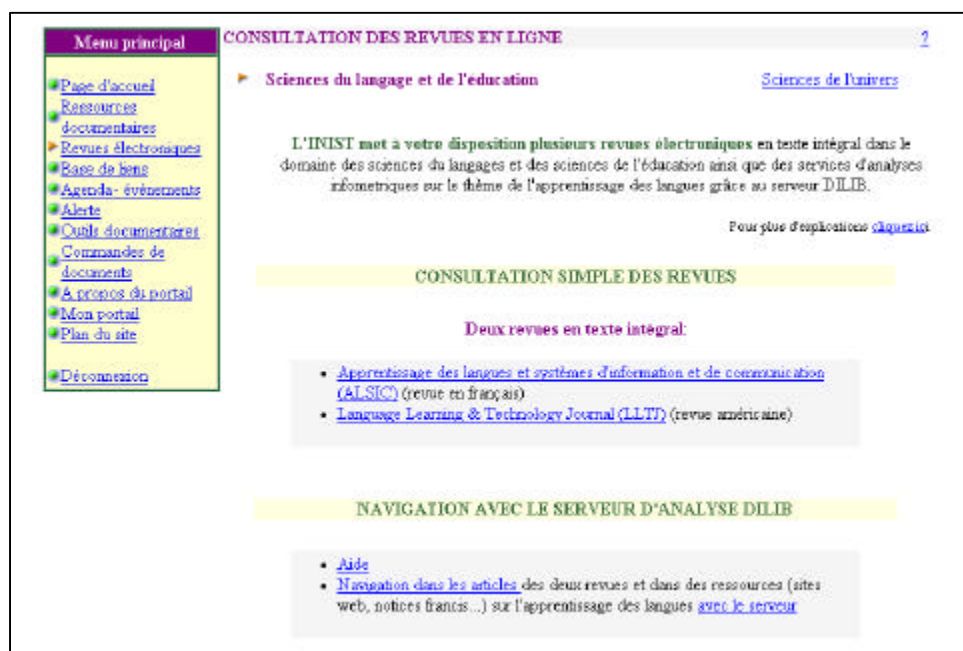 Menu principal
Page d'accueil
Ressources
documentaires
Revues électroniques
Base de liens
Agenda- évènements
Alerte
Outils documentaires
Commandes de
documents
A propos du portail
Mon portail
Plan du site
Déconnexion
CONSULTATION DES REVUES EN LIGNE ?
Sciences du langage et de l'éducation Sciences de l'univers
L'INIST met à votre disposition plusieurs revues électroniques en texte intégral dans le
domaine des sciences du langages et des sciences de l'éducation ainsi que des services d'analyses
infometriques sur le thème de l'apprentissage des langues grâce au serveur DILIB.
Pour plus d'explications cliquez ici
CONSULTATION SIMPLE DES REVUES
Deux revues en texte intégral:
• Apprentissage des langues et systèmes d'information et de communication
(ALSIC) (revue en français)
• Language Learning & Technology Journal (LLTJ) (revue américaine)
NAVIGATION AVEC LE SERVEUR D'ANALYSE DILIB
• Aide
• Navigation dans les articles des deux revues et dans des ressources (sites
web, notices francis...) sur l'apprentissage des langues avec le serveur